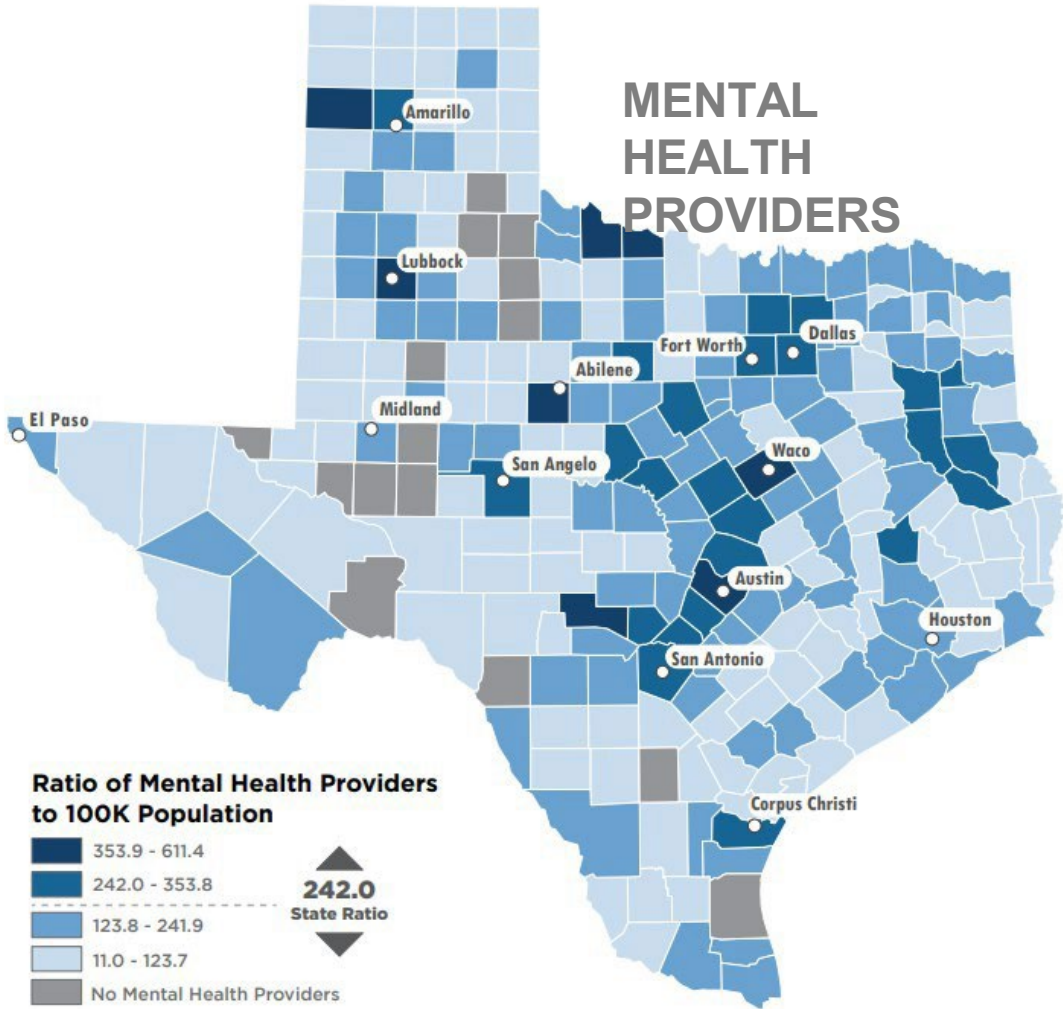 MENTAL
HEALTH
PROVIDERS
Amarillo
Lubbock
Fort Worth
Dallas
Abilene
El Paso
Midland
San Angelo
Waco
Austin
Houston
San Antonio
Corpus Christi
Ratio of Mental Health Providers
to 100K Population
353.9 - 611.4
242.0 - 353.8
242.0
State Ratio
123.8 - 241.9
11.0 - 123.7
No Mental Health Providers